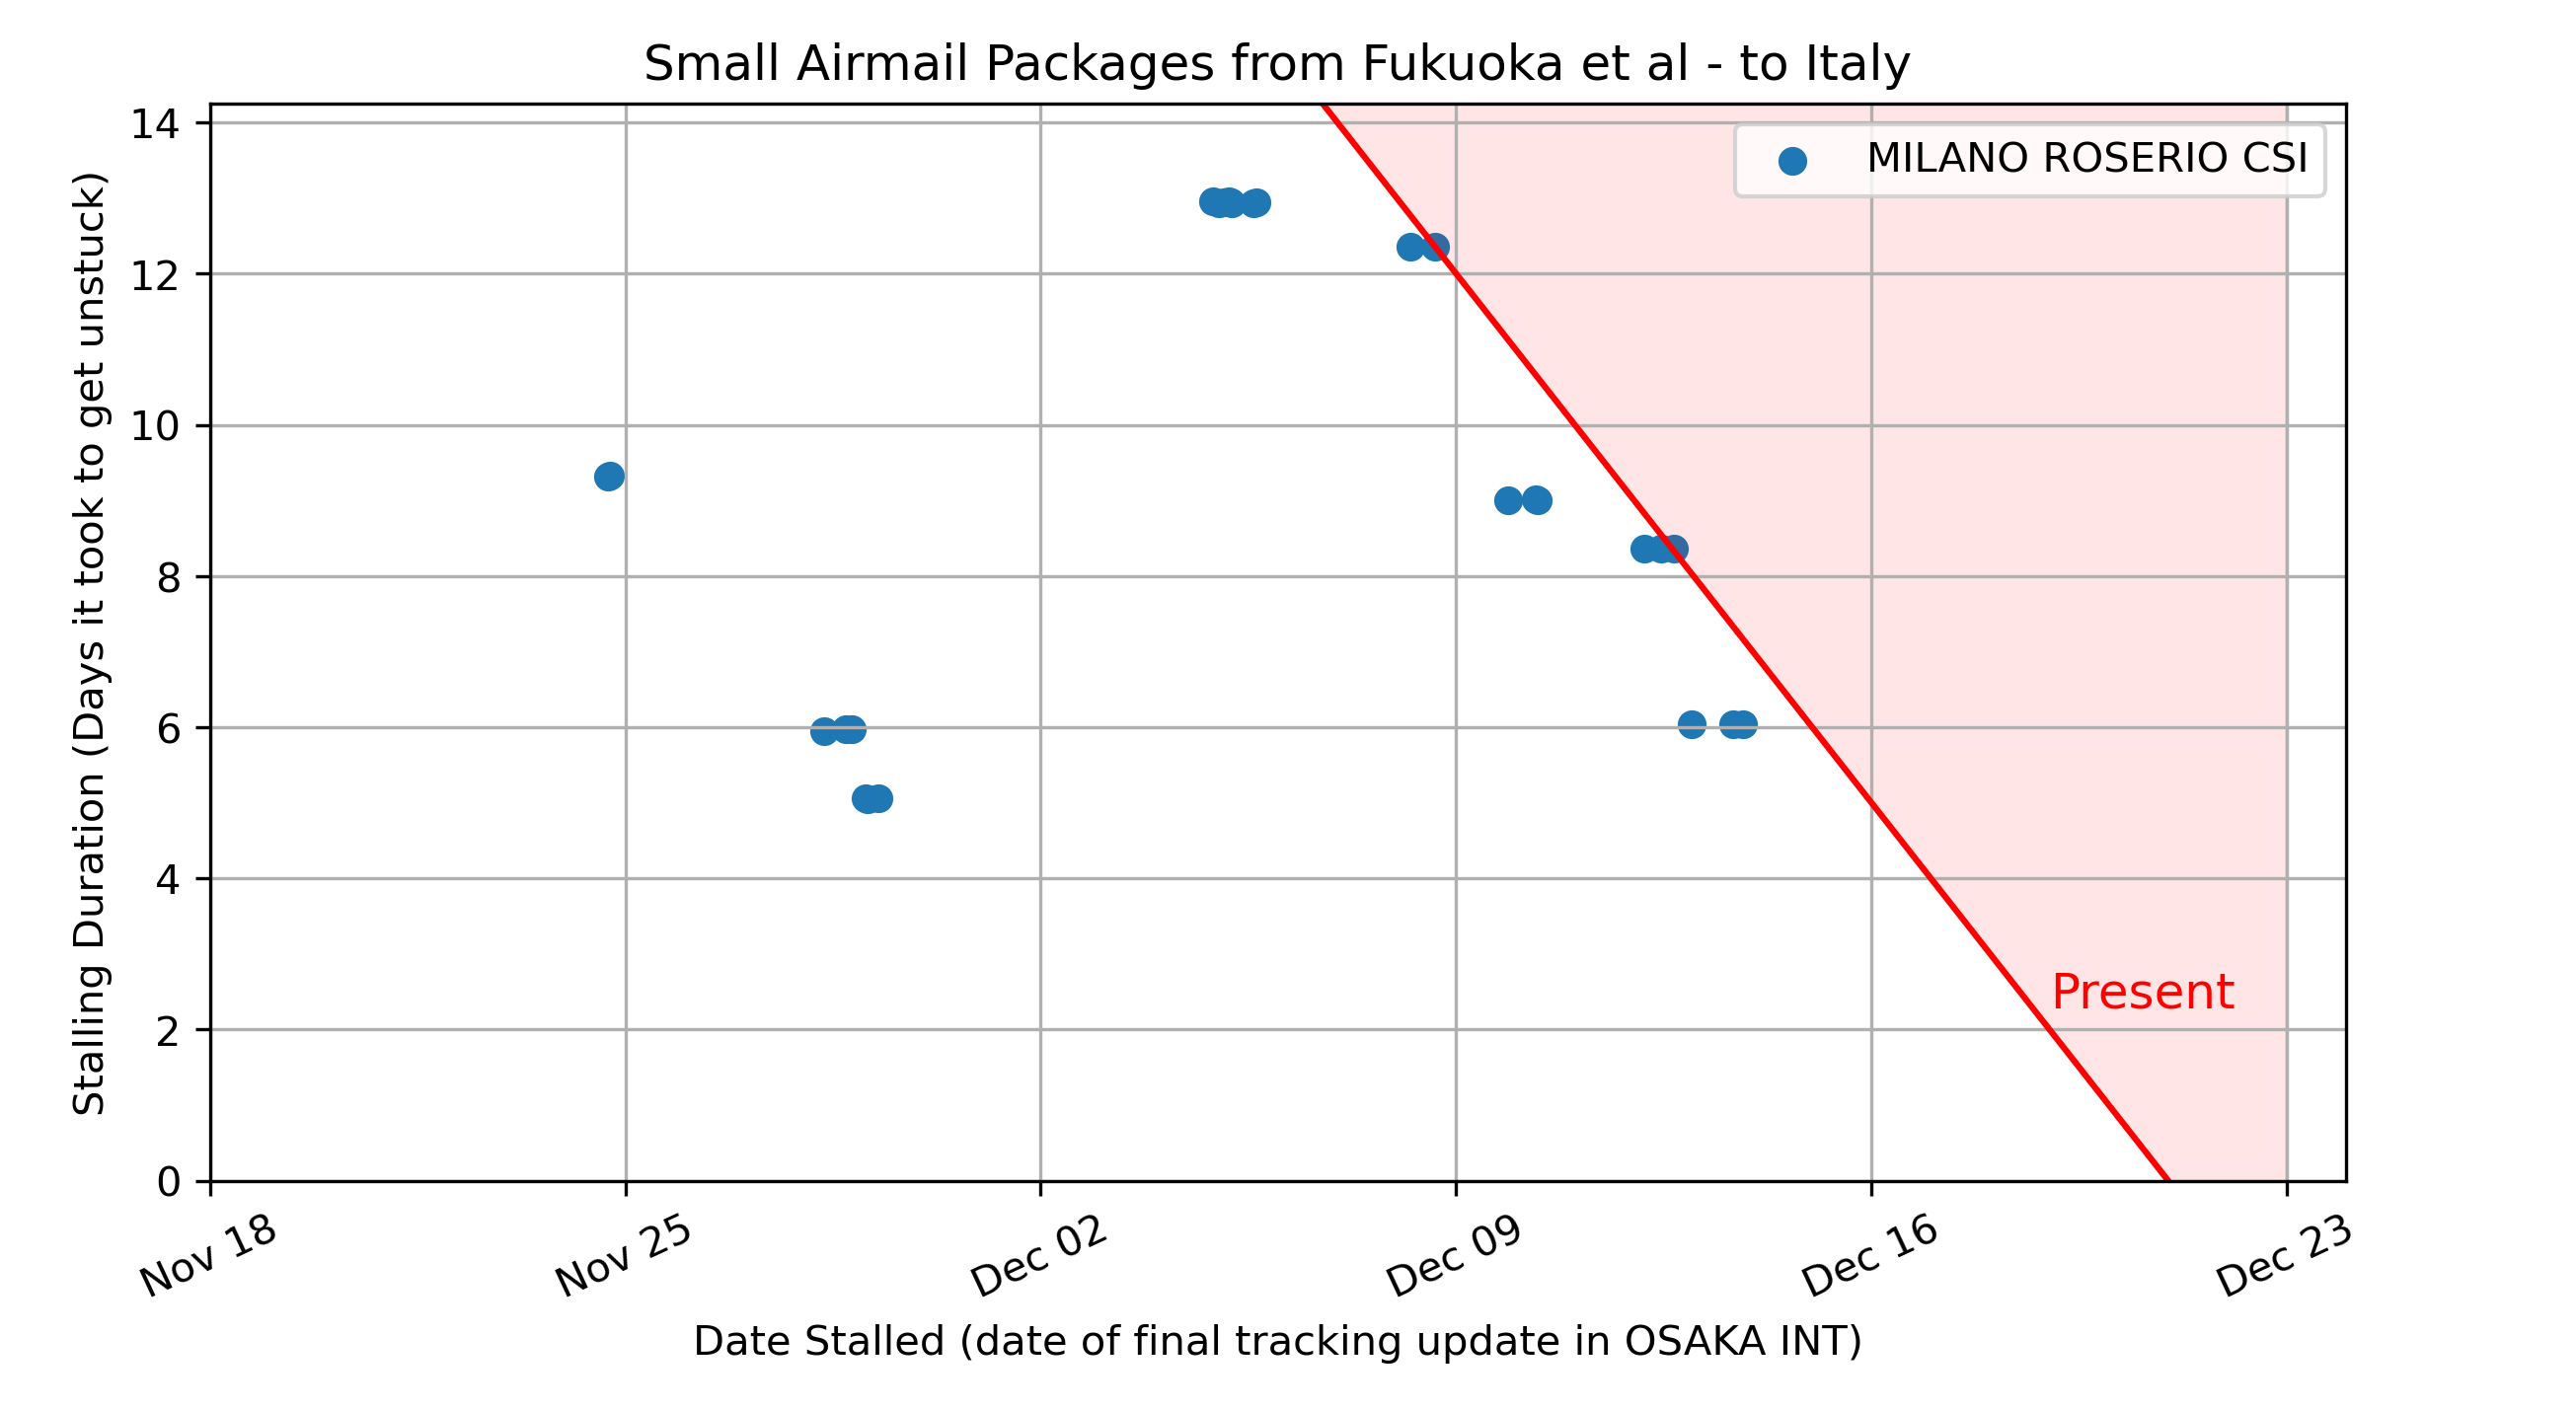 Small Airmail Packages from Fukuoka et al - to Italy
MILANO ROSERIO CSI
Present
Stalling Duration (Days it took to get unstuck)
14
12
10
8
6
4
2
0
Nov 18
Nov 25
Dec 02
Dec 09
Dec 16
Dec 23
Date Stalled (date of final tracking update in OSAKA INT)